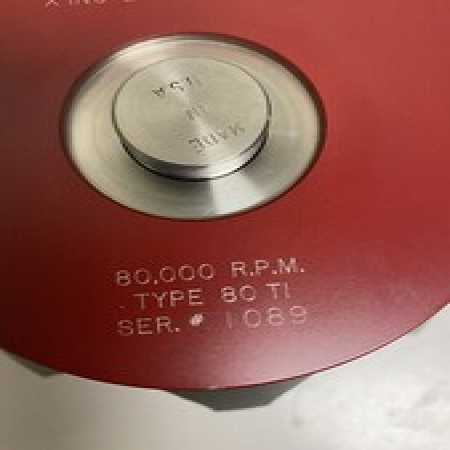 MADE
IN
USA
80,000 R.P.M.
TYPE 80 TI
SER. # 1089